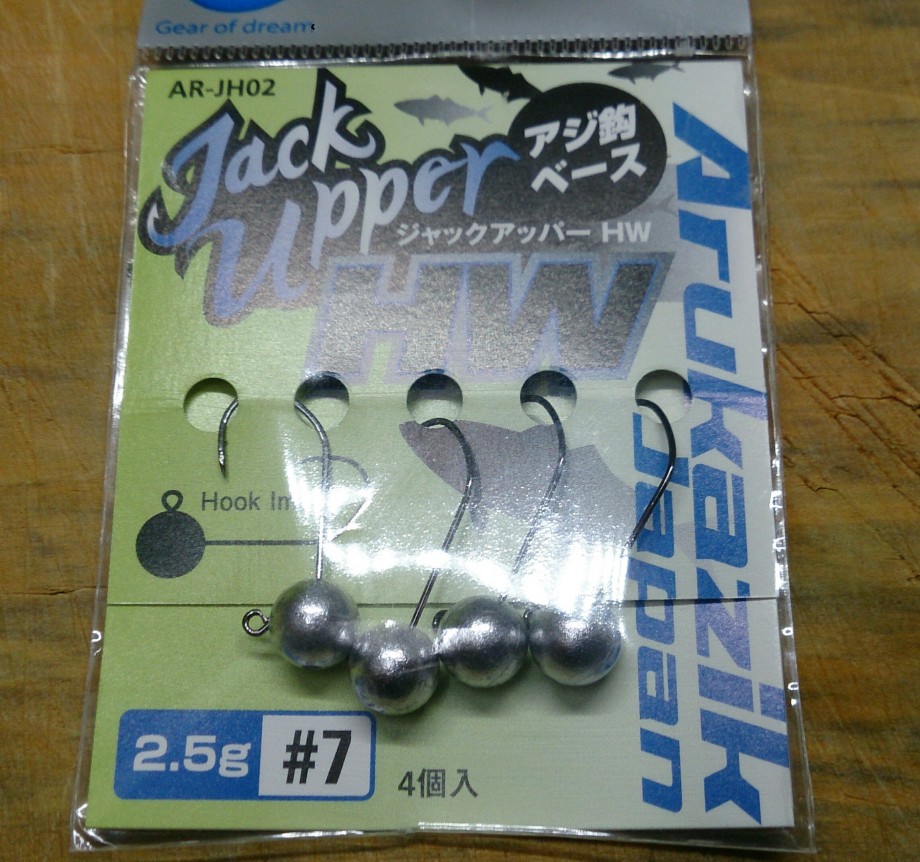 Gear of dream
AR-JH02
Jack
Upper
アジ鈎
ベース
ジャックアッパー HW
HW
Arukazik
Japan
Hook Im
2.5g
#7
4個入